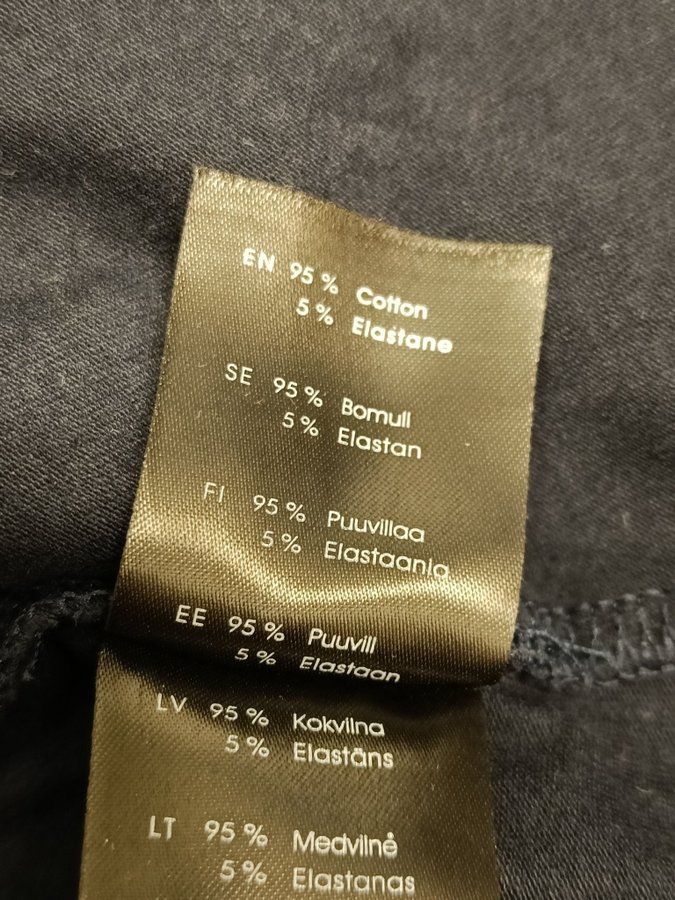 EN 95 % Cotton
5 % Elastane
SE 95 % Bomull
5 % Elastan
FI 95 % Puuvillaa
5 % Elastaania
EE 95 % Puuvill
5 % Elastaan
LV 95 % Kokvilna
5 % Elastāns
LT 95 % Medvilnė
5 % Elastanas